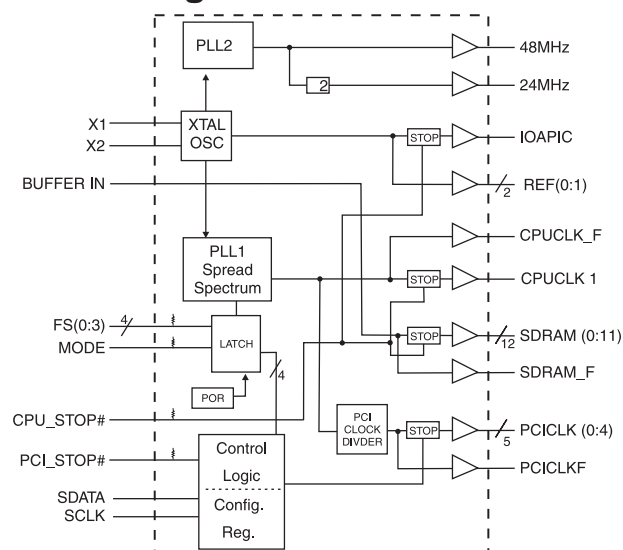 PLL2
48MHz
2
24MHz
X1
X2
XTAL
OSC
STOP
IOAPIC
BUFFER IN
REF(0:1)
2
PLL1
Spread
Spectrum
CPUCLK_F
STOP
CPUCLK 1
FS(0:3)
4
MODE
LATCH
4
STOP
SDRAM (0:11)
12
SDRAM_F
POR
CPU_STOP#
PCI
CLOCK
DIVDER
STOP
PCICLK (0:4)
5
PCICLKF
PCI_STOP#
Control
Logic
SDATA
SCLK
Config.
Reg.